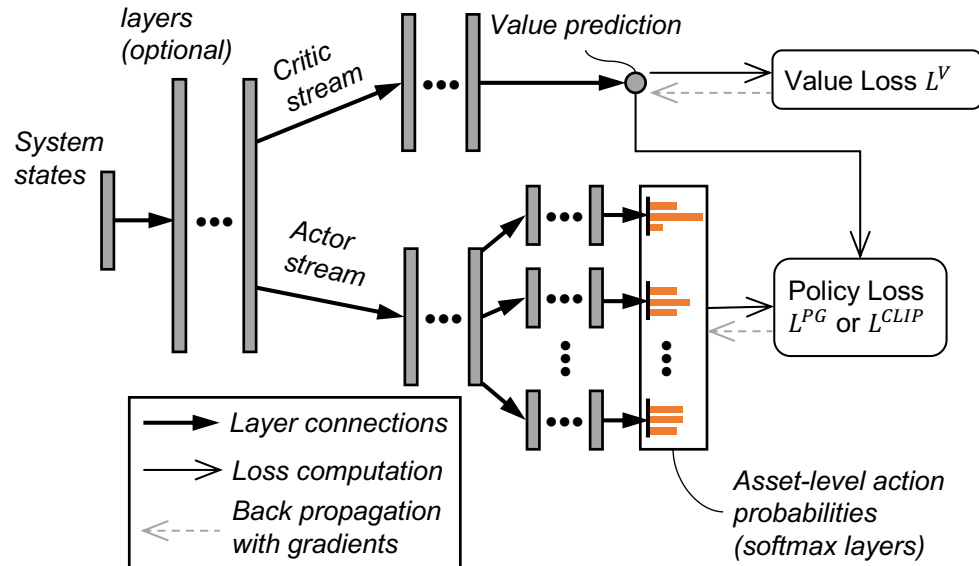 layers
(optional)
Critic
stream
Value prediction
Value Loss L^V
System
states
Actor
stream
Policy Loss
L^PG or L^CLIP
Layer connections
Loss computation
Back propagation
with gradients
Asset-level action
probabilities
(softmax layers)